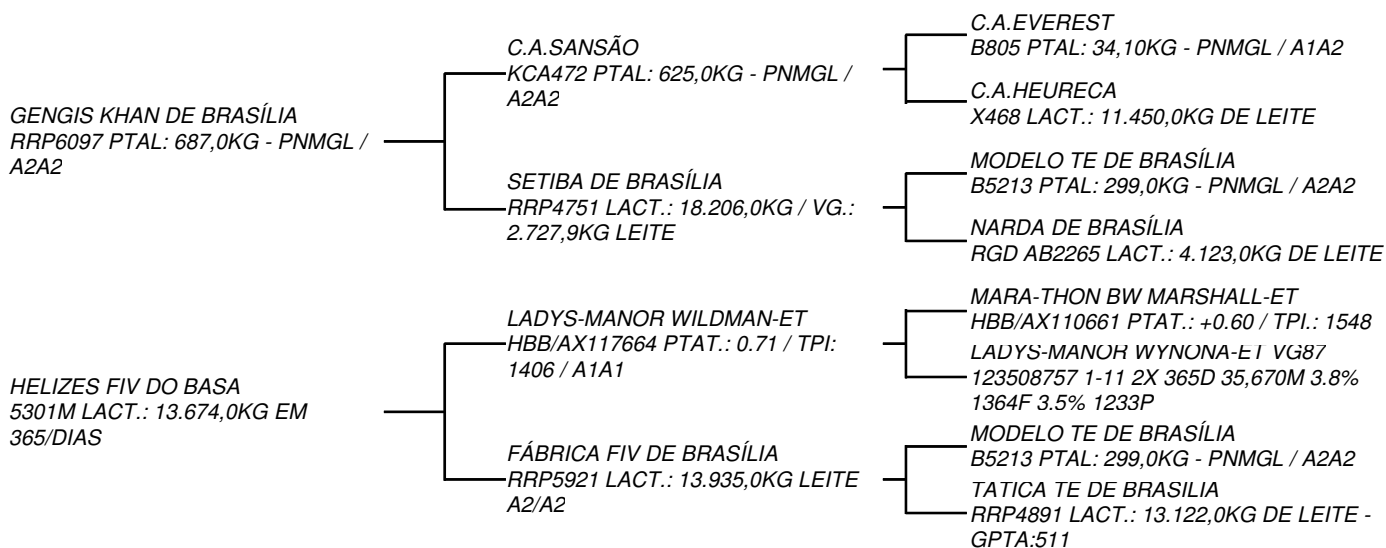 C.A.EVEREST
B805 PTAL: 34,10KG - PNMGL / A1A2
C.A.SANSÃO
KCA472 PTAL: 625,0KG - PNMGL /
A2A2
C.A.HEURECA
X468 LACT.: 11.450,0KG DE LEITE
GENGIS KHAN DE BRASÍLIA
RRP6097 PTAL: 687,0KG - PNMGL /
A2A2
MODELO TE DE BRASÍLIA
B5213 PTAL: 299,0KG - PNMGL / A2A2
SETIBA DE BRASÍLIA
RRP4751 LACT.: 18.206,0KG / VG.:
2.727,9KG LEITE
NARDA DE BRASÍLIA
RGD AB2265 LACT.: 4.123,0KG DE LEITE
MARA-THON BW MARSHALL-ET
HBB/AX110661 PTAT.: +0.60 / TPI.: 1548
LADYS-MANOR WILDMAN-ET
HBB/AX117664 PTAT.: 0.71 / TPI:
1406 / A1A1
LADYS-MANOR WYNONA-ET VG87
123508757 1-11 2X 365D 35,670M 3.8%
1364F 3.5% 1233P
HELIZES FIV DO BASA
5301M LACT.: 13.674,0KG EM
365/DIAS
MODELO TE DE BRASÍLIA
B5213 PTAL: 299,0KG - PNMGL / A2A2
FÁBRICA FIV DE BRASÍLIA
RRP5921 LACT.: 13.935,0KG LEITE
A2/A2
TATICA TE DE BRASILIA
RRP4891 LACT.: 13.122,0KG DE LEITE -
GPTA:511